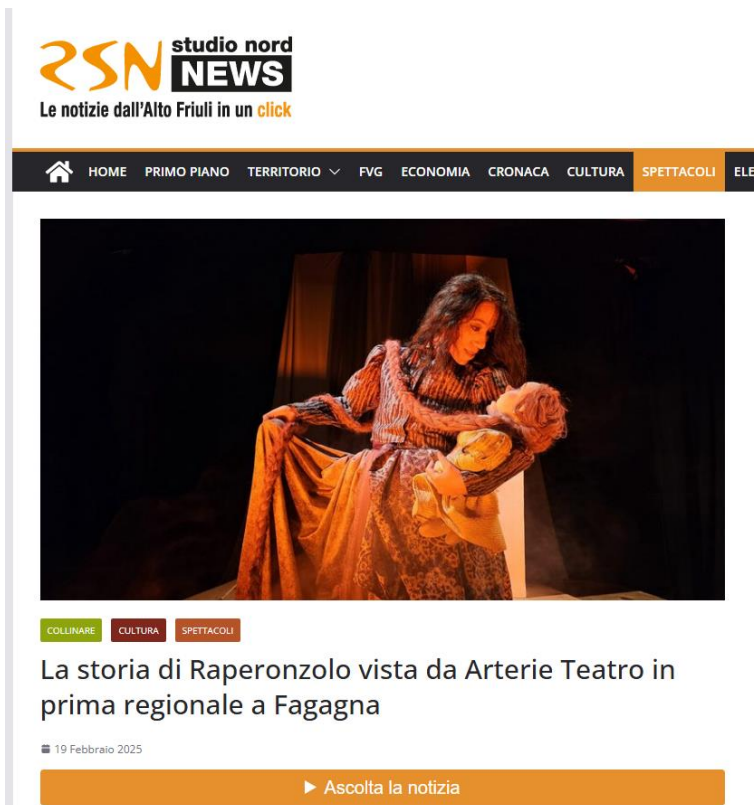 RSN studio nord
NEWS
Le notizie dall'Alto Friuli in un click
HOME PRIMO PIANO TERRITORIO FVG ECONOMIA CRONACA CULTURA SPETTACOLI ELE
COLLINARE CULTURA SPETTACOLI
La storia di Raperonzolo vista da Arterie Teatro in
prima regionale a Fagagna
19 Febbraio 2025
Ascolta la notizia